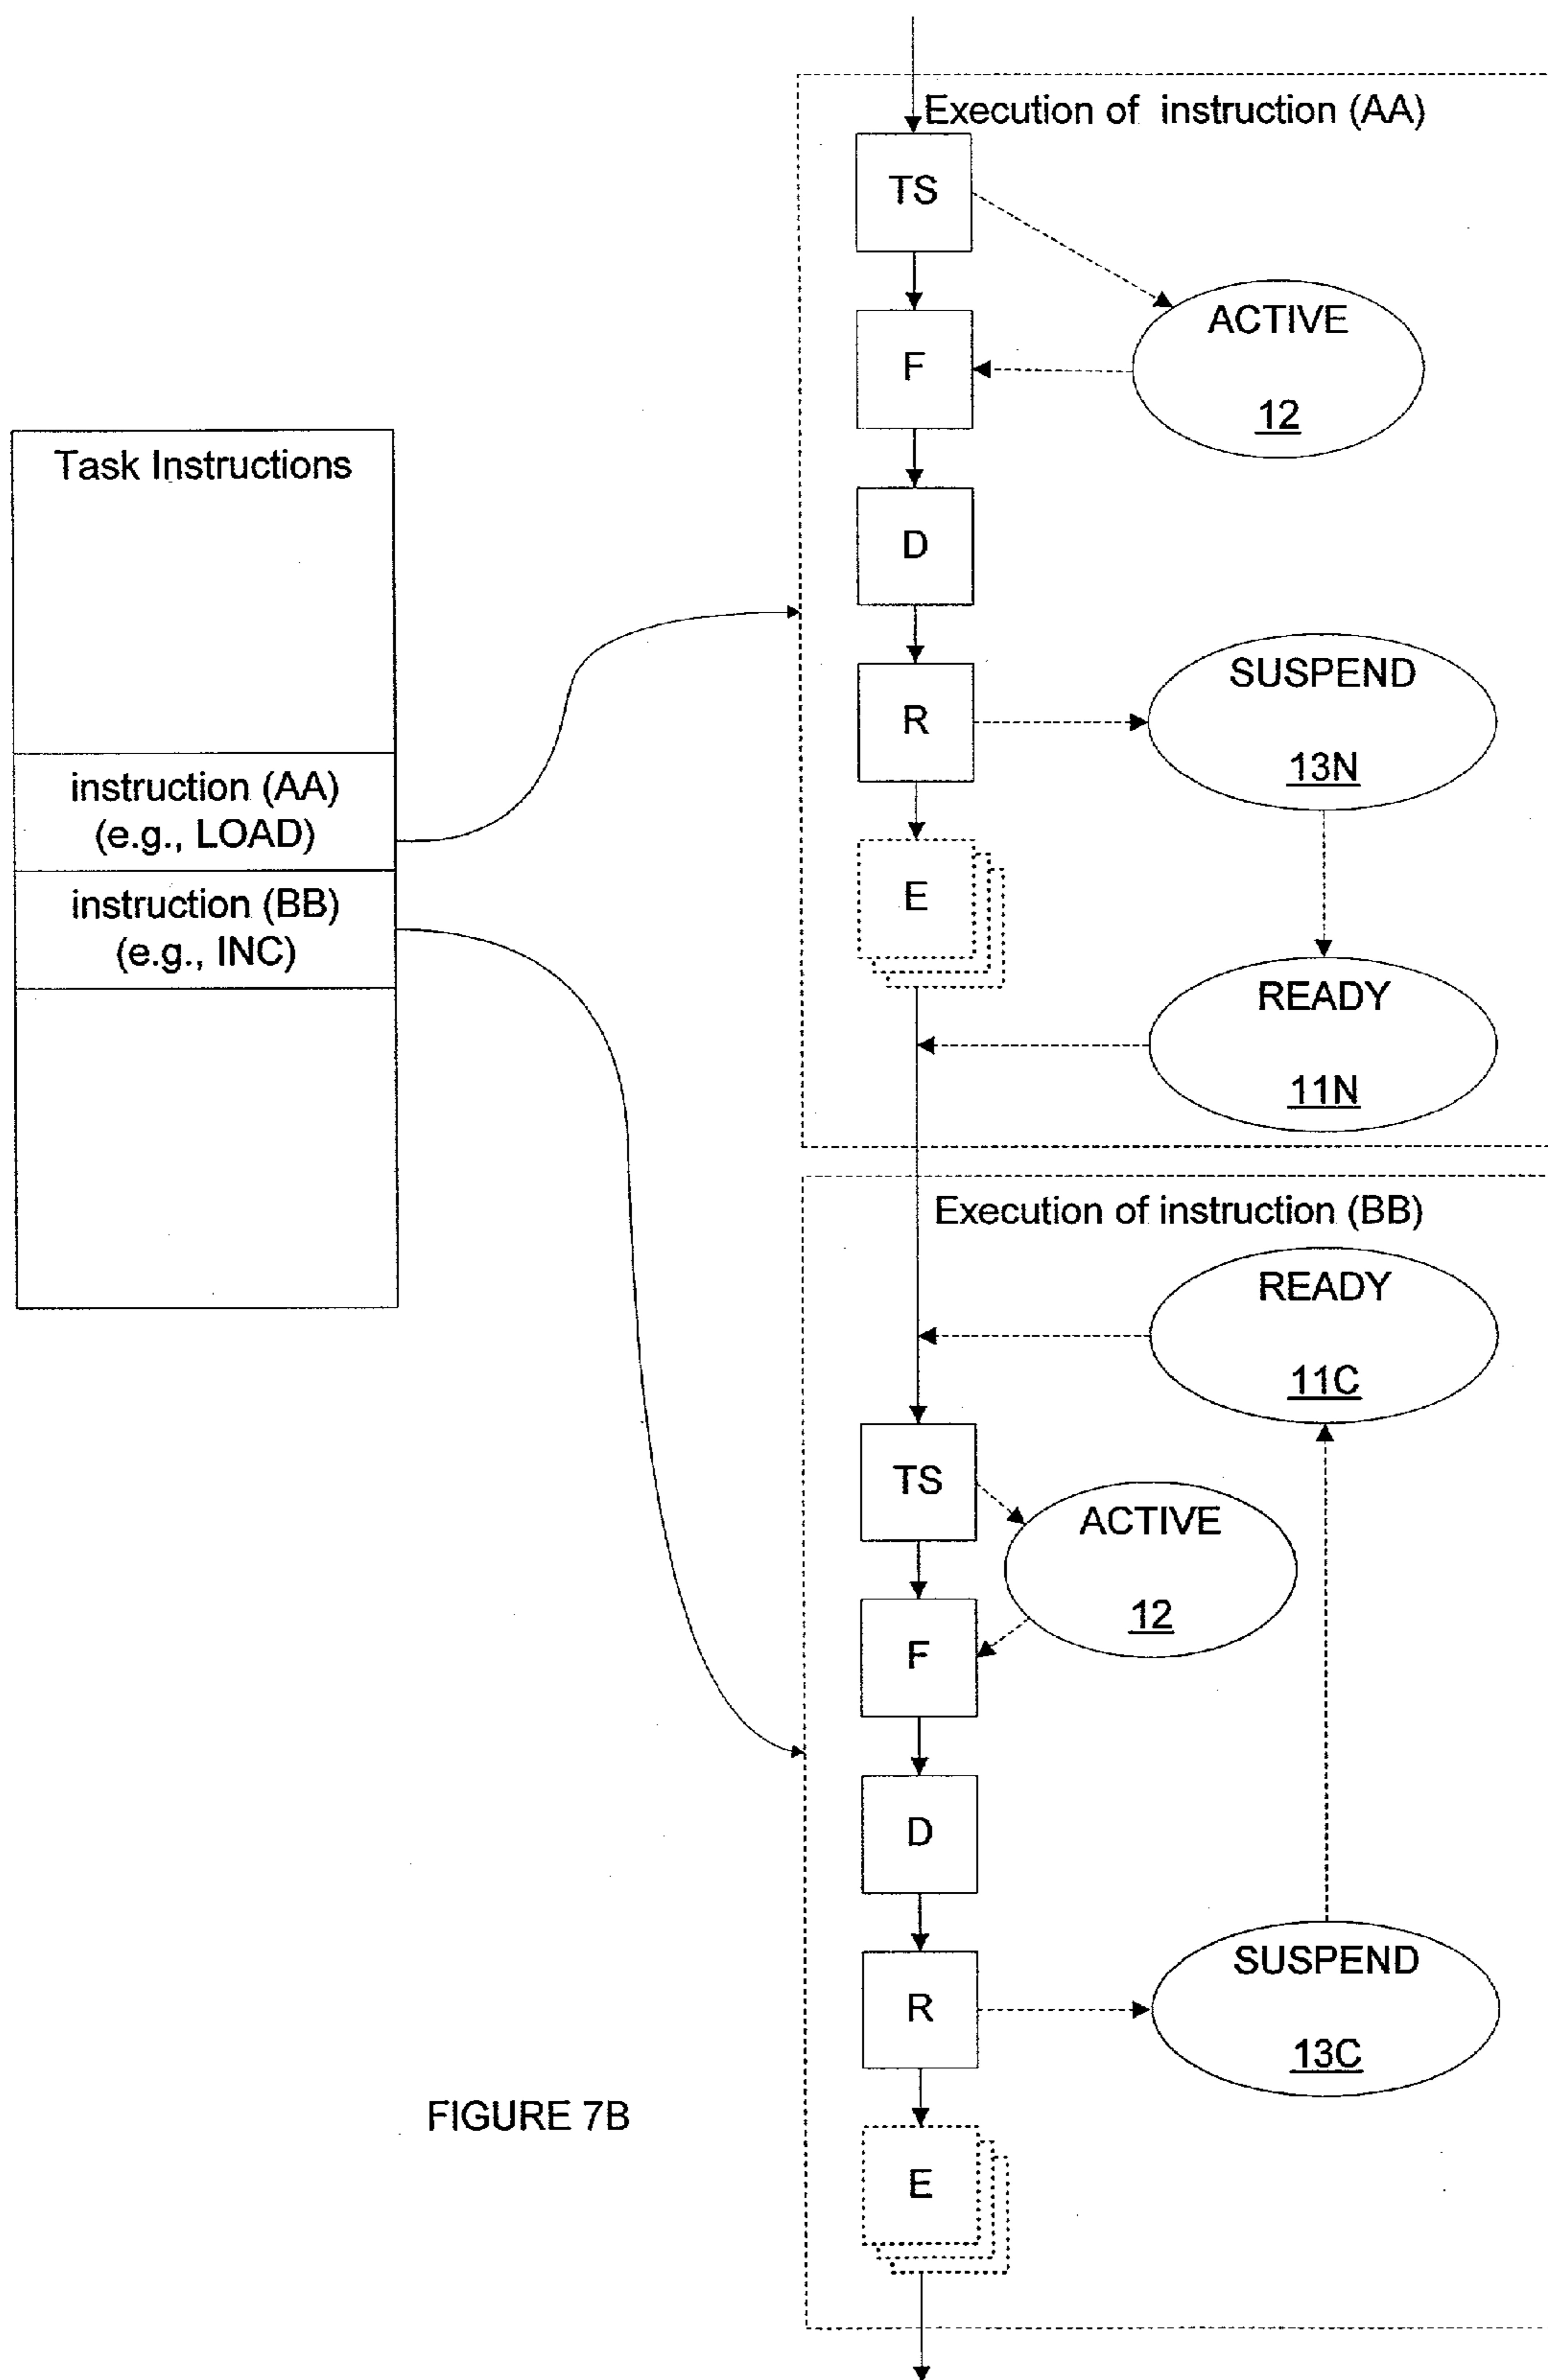 Execution of instruction (AA)
TS
ACTIVE
F
12
Task Instructions
D
SUSPEND
R
13N
instruction (AA)
(e.g., LOAD)
E
instruction (BB)
(e.g., INC)
READY
11N
Execution of instruction (BB)
READY
11C
TS
ACTIVE
12
F
D
SUSPEND
R
13C
FIGURE 7B
E